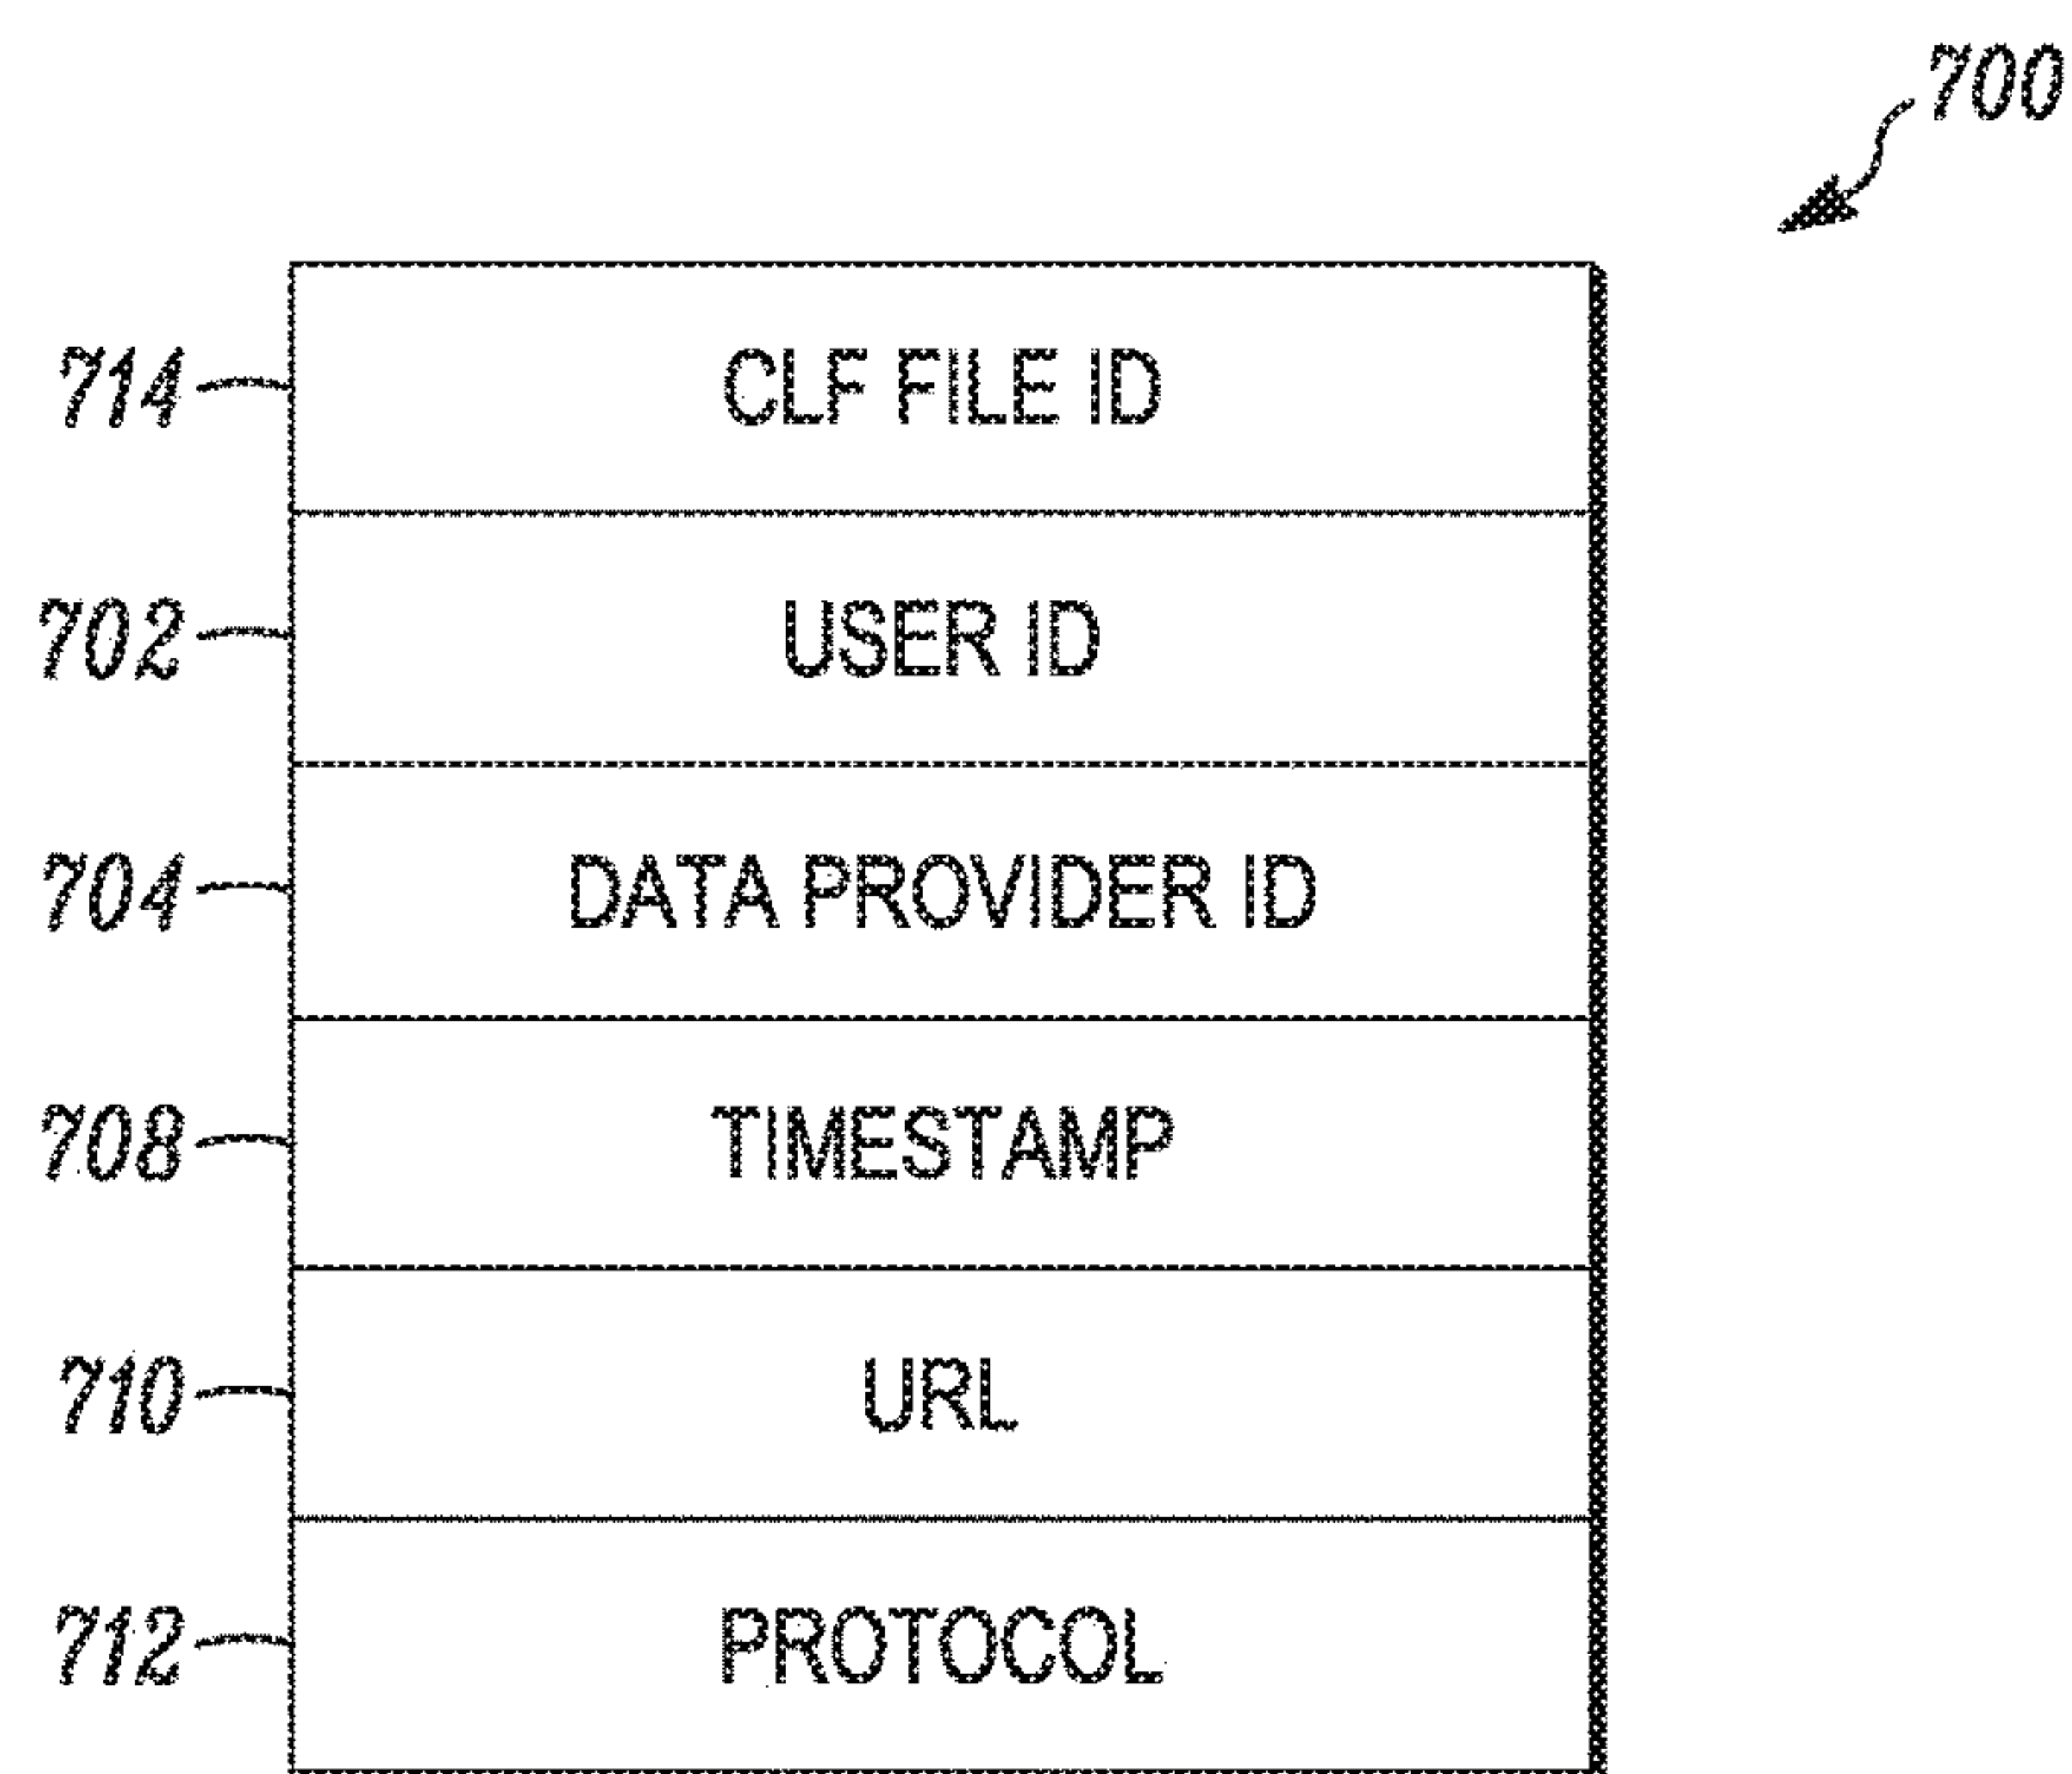 700
714 CLF FILE ID
702 USER ID
704 DATA PROVIDER ID
708 TIMESTAMP
710 URL
712 PROTOCOL